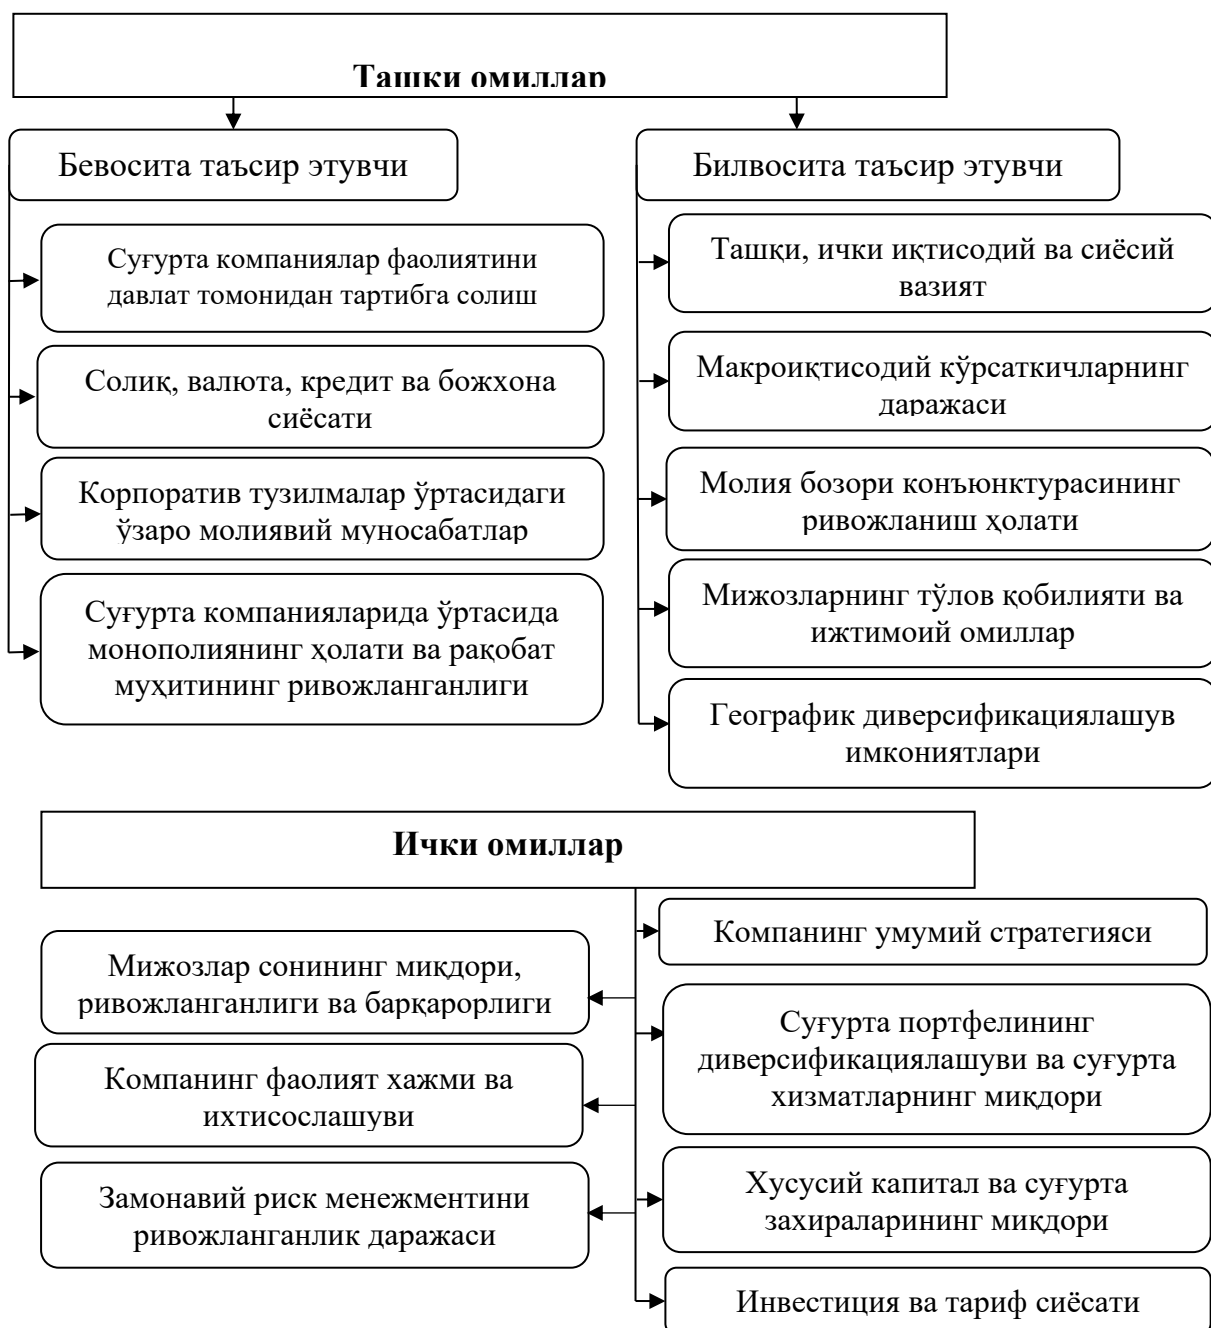 Ташқи омиллар
Бевосита таъсир этувчи
Суғурта компаниялар фаолиятини
давлат томонидан тартибга солиш
Солиқ, валюта, кредит ва божхона
сиёсати
Корпоратив тузилмалар ўртасидаги
ўзаро молиявий муносабатлар
Суғурта компанияларида ўртасида
монополиянинг ҳолати ва рақобат
муҳитининг ривожланганлиги
Билвосита таъсир этувчи
Ташқи, ички иқтисодий ва сиёсий
вазият
Макроиқтисодий кўрсаткичларнинг
даражаси
Молия бозори конъюнктурасининг
ривожланиш ҳолати
Мижозларнинг тўлов қобилияти ва
ижтимоий омиллар
Географик диверсификациялашув
имкониятлари
Ички омиллар
Мижозлар сонининг миқдори,
ривожланганлиги ва барқарорлиги
Компанинг фаолият хажми ва
ихтисослашуви
Замонавий риск менежментини
ривожланганлик даражаси
Компанинг умумий стратегияси
Суғурта портфелининг
диверсификациялашуви ва суғурта
хизматларнинг миқдори
Хусусий капитал ва суғурта
захираларининг миқдори
Инвестиция ва тариф сиёсати